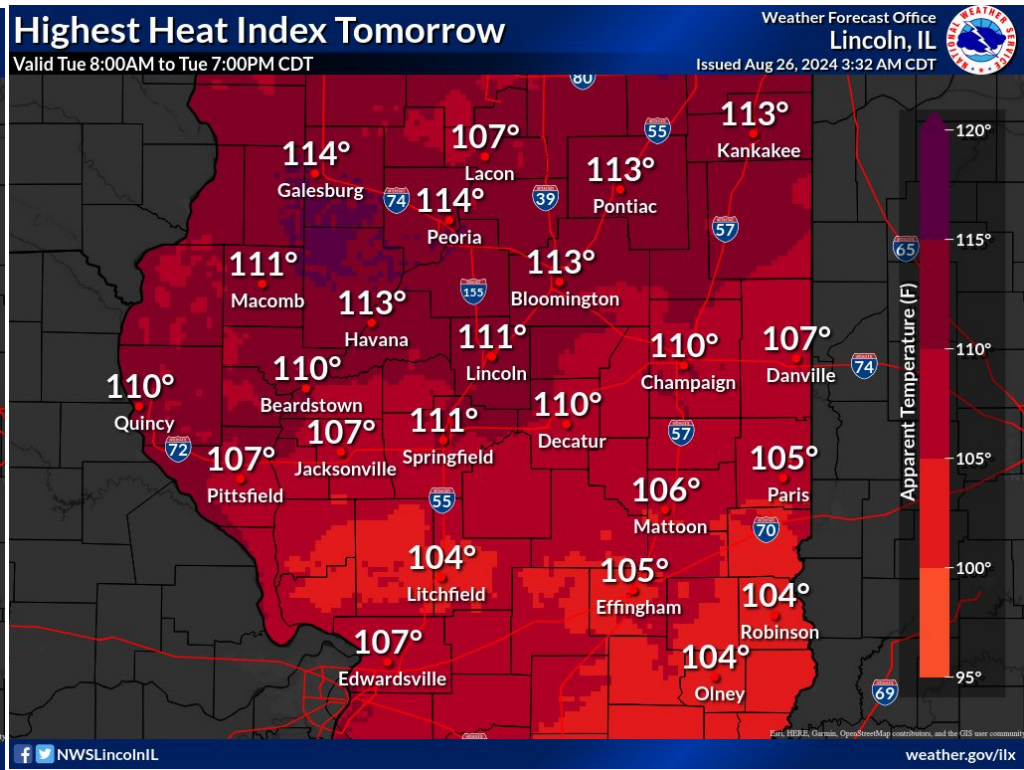 Highest Heat Index Tomorrow
Valid Tue 8:00AM to Tue 7:00PM CDT
Weather Forecast Office
Lincoln, IL
Issued Aug 26, 2024 3:32 AM CDT
NATIONAL WEATHER SERVICE
80
113°
Kankakee
55
107°
Lacon
114°
Galesburg
113°
Pontiac
74
114°
Peoria
39
57
65
111°
Macomb
113°
Bloomington
155
113°
Havana
111°
Lincoln
110°
Champaign
107°
Danville
74
110°
Beardstown
110°
Quincy
110°
Decatur
111°
Springfield
107°
Jacksonville
57
72
107°
Pittsfield
105°
Paris
55
106°
Mattoon
70
104°
Litchfield
105°
Effingham
104°
Robinson
107°
Edwardsville
104°
Olney
69
Apparent Temperature (F)
120°
115°
110°
105°
100°
95°
Esri, HERE, Garmin, OpenStreetMap contributors, and the GIS user community
NWSLincolnIL
weather.gov/ilx